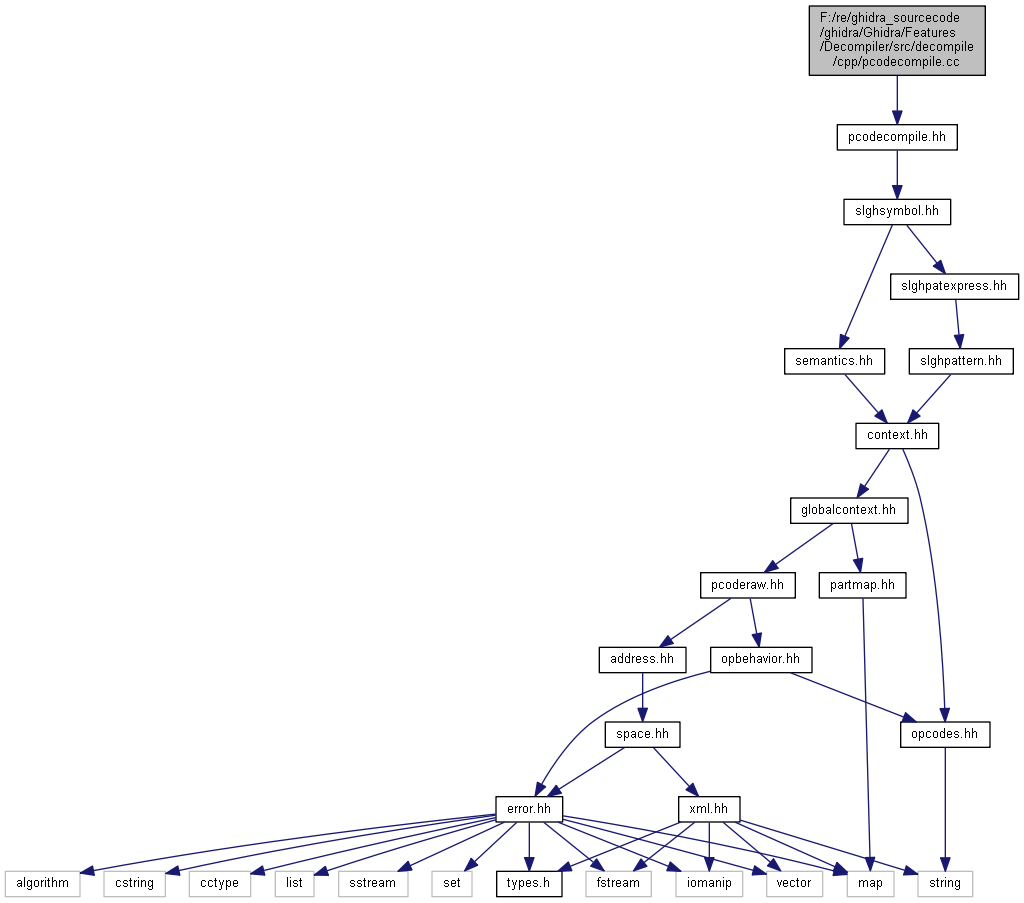 F:/re/ghidra_sourcecode
/ghidra/Ghidra/Features
/Decompiler/src/decompile
/cpp/pcodecompile.cc
pcodecompile.hh
slghsymbol.hh
slghpatexpress.hh
semantics.hh
slghpattern.hh
context.hh
globalcontext.hh
pcoderaw.hh
partmap.hh
address.hh
opbehavior.hh
space.hh
opcodes.hh
error.hh
xml.hh
algorithm
cstring
cctype
list
sstream
set
types.h
fstream
iomanip
vector
map
string